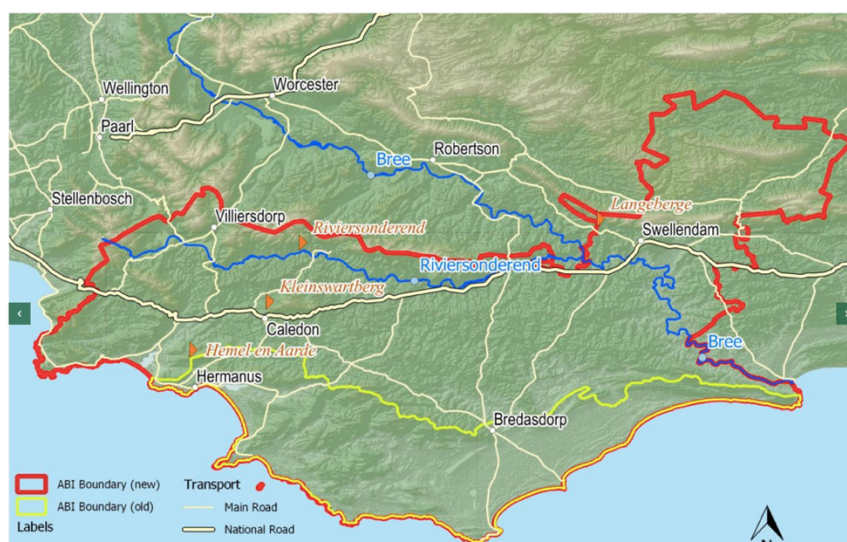 Wellington
Worcester
Paarl
Bree
Robertson
Stellenbosch
Villiersdorp
Langeberge
Riviersonderend
Swellendam
Riviersonderend
Kleinswartberg
Caledon
Bree
Hemel en Aarde
Hermanus
Bredasdorp
ABI Boundary (new)
ABI Boundary (old)
Labels
Transport
Main Road
National Road
N